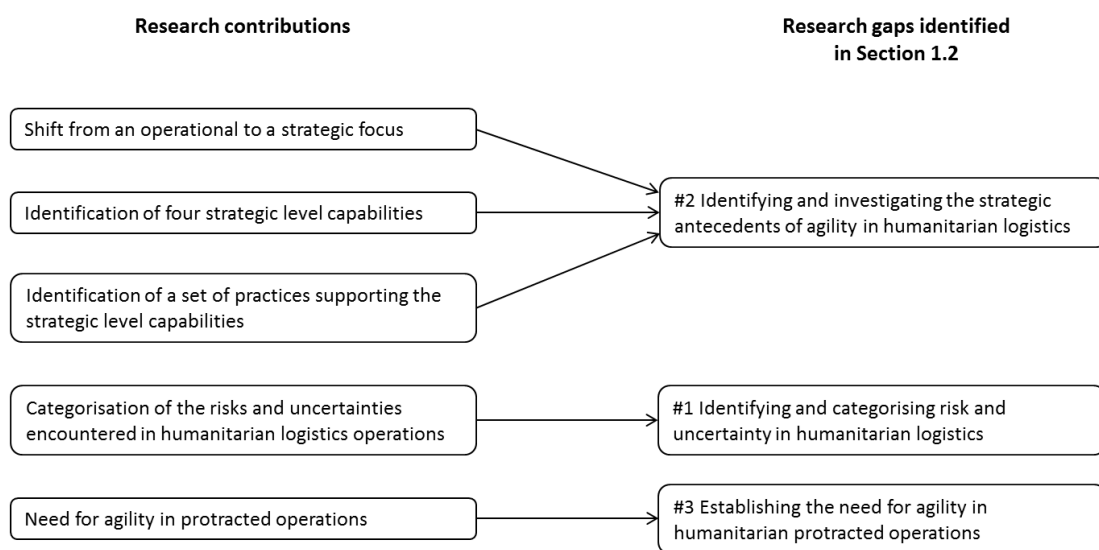 Research contributions
Research gaps identified
in Section 1.2
Shift from an operational to a strategic focus
Identification of four strategic level capabilities
Identification of a set of practices supporting the
strategic level capabilities
#2 Identifying and investigating the strategic
antecedents of agility in humanitarian logistics
Categorisation of the risks and uncertainties
encountered in humanitarian logistics operations
#1 Identifying and categorising risk and
uncertainty in humanitarian logistics
Need for agility in protracted operations
#3 Establishing the need for agility in
humanitarian protracted operations